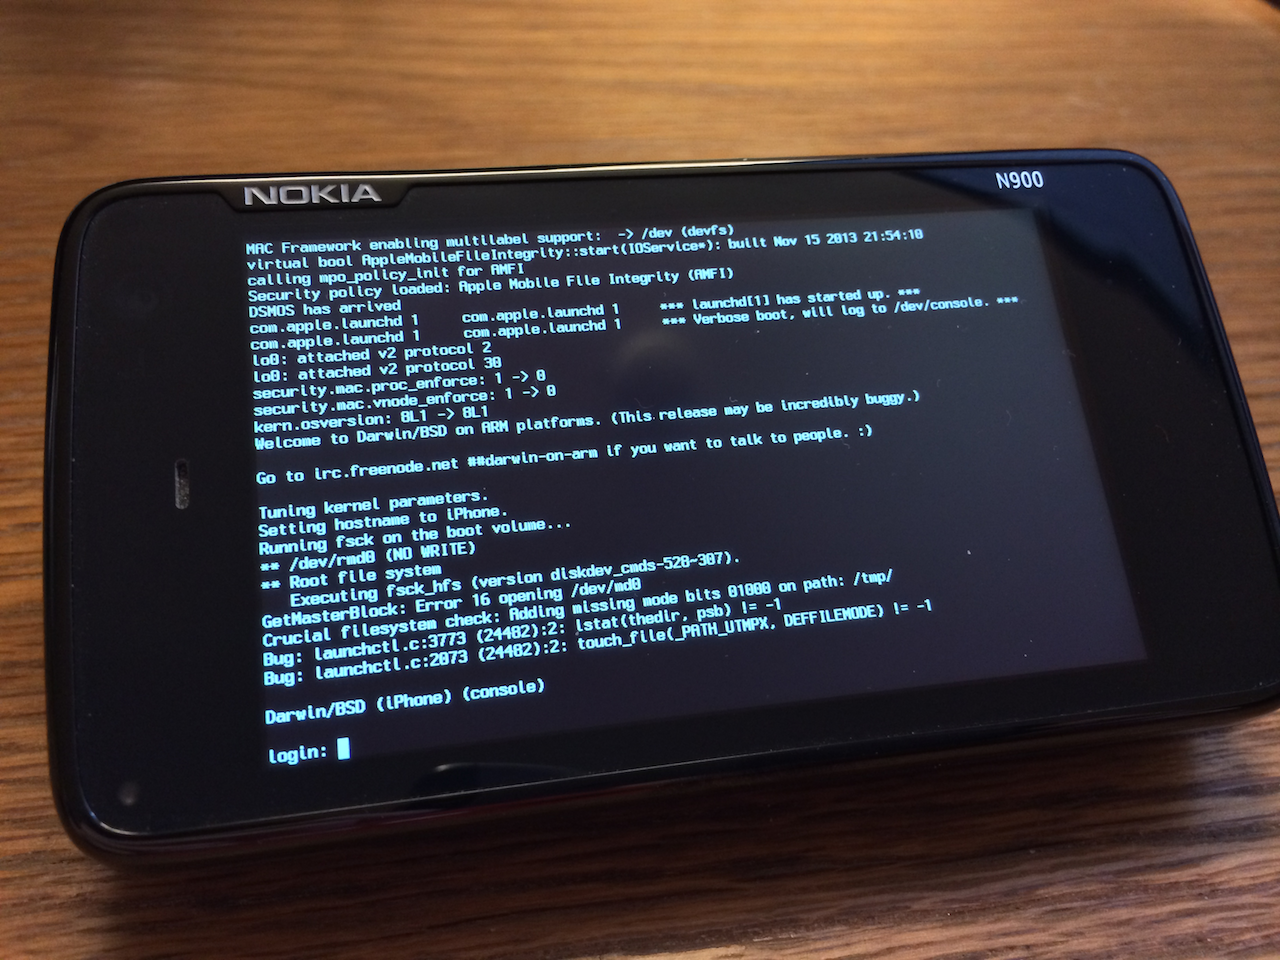 NOKIA
N900
MAC Framework enabling multilabel support:  -> /dev (devfs)
virtual bool AppleMobileFileIntegrity::start(IOService*): built Nov 15 2013 21:54:10
calling mpo_policy_init for AMFI
Security policy loaded: Apple Mobile File Integrity (AMFI)
DSMOS has arrived
com.apple.launchd 1     com.apple.launchd 1     *** launchd[1] has started up. ***
com.apple.launchd 1     com.apple.launchd 1     *** Verbose boot, will log to /dev/console. ***
lo0: attached v2 protocol 2
lo0: attached v2 protocol 30
security.mac.proc_enforce: 1 -> 0
security.mac.vnode_enforce: 1 -> 0
kern.osversion: 8L1 -> 8L1
Welcome to Darwin/BSD on ARM platforms. (This release may be incredibly buggy.)
Go to irc.freenode.net ##darwin-on-arm if you want to talk to people. :)
Tuning kernel parameters.
Setting hostname to iPhone.
Running fsck on the boot volume...
** /dev/rmd0 (NO WRITE)
** Root file system
   Executing fsck_hfs (version diskdev_cmds-520~307).
GetMasterBlock: Error 16 opening /dev/md0
Crucial filesystem check: Adding missing mode bits 01000 on path: /tmp/
Bug: launchctl.c:3773 (24402):2: lstat(thedir, psb) != -1
Bug: launchctl.c:2073 (24402):2: touch_file(_PATH_UTMPX, DEFFILEMODE) != -1
Darwin/BSD (iPhone) (console)
login: